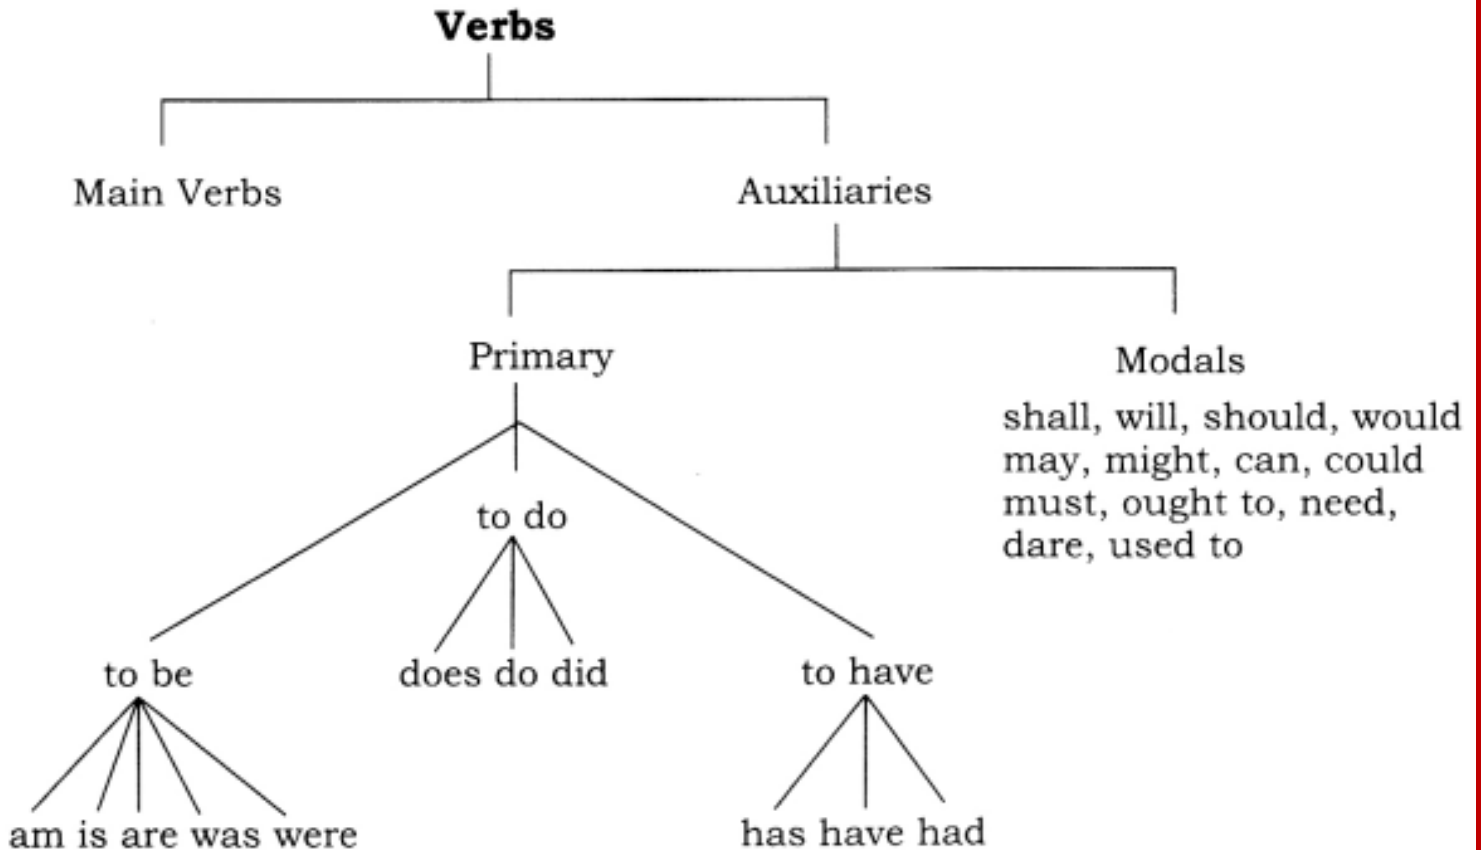 Verbs
Main Verbs
Auxiliaries
Primary
Modals
shall, will, should, would
may, might, can, could
must, ought to, need,
dare, used to
to do
does do did
to be
to have
am is are was were
has have had